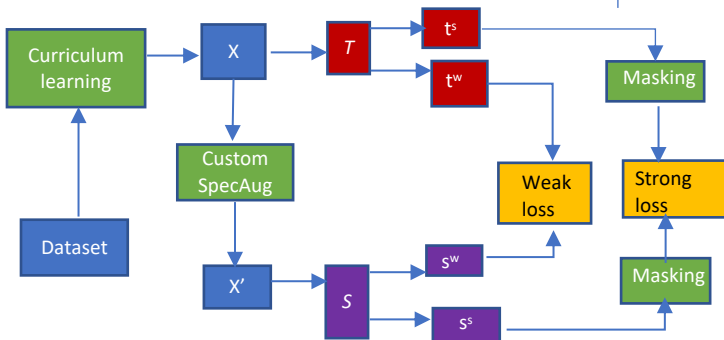 Curriculum
learning
X
T
tˢ
tʷ
Masking
Custom
SpecAug
Weak
loss
Strong
loss
Dataset
X′
S
sʷ
sˢ
Masking